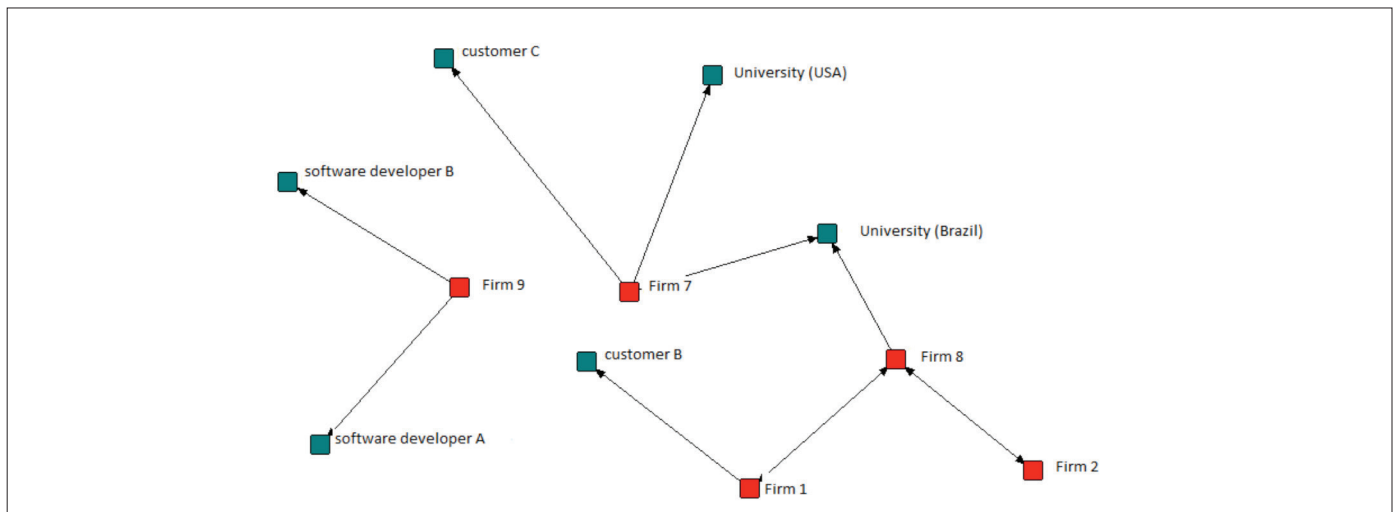 customer C
University (USA)
software developer B
University (Brazil)
Firm 9
Firm 7
customer B
Firm 8
software developer A
Firm 2
Firm 1